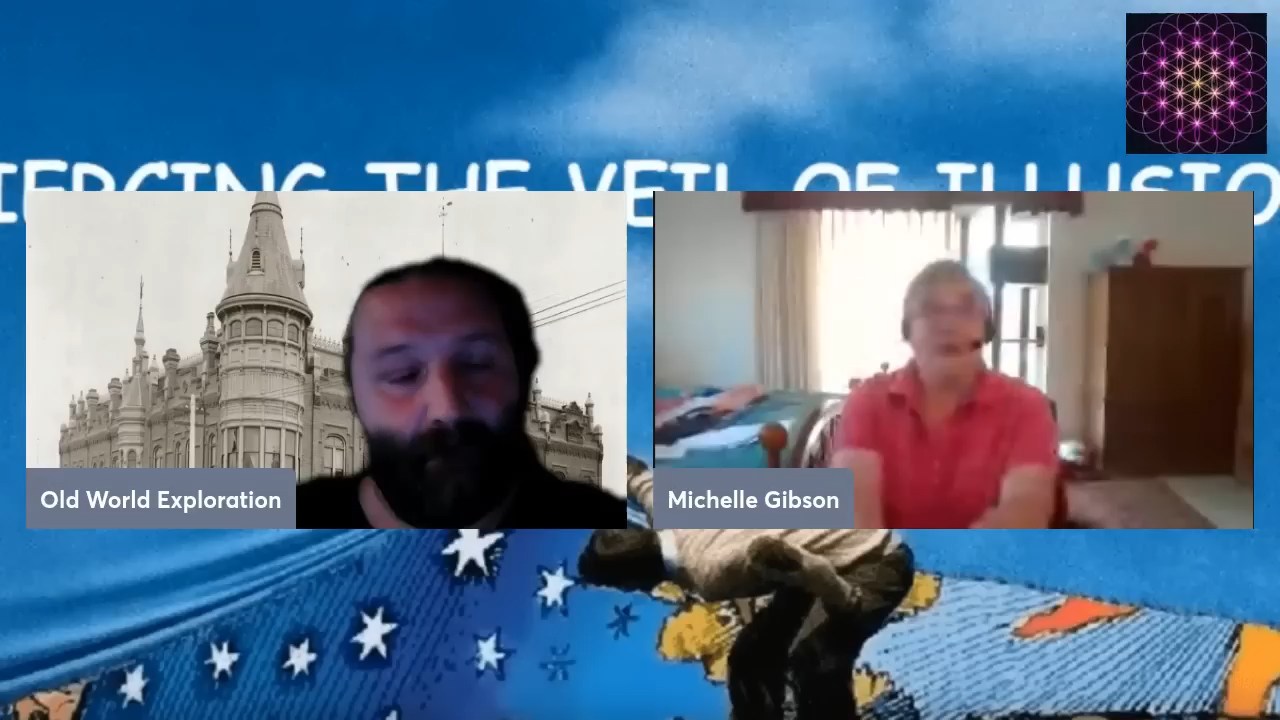 IERCING THE VEIL OF ILLUSIO
Old World Exploration
Michelle Gibson